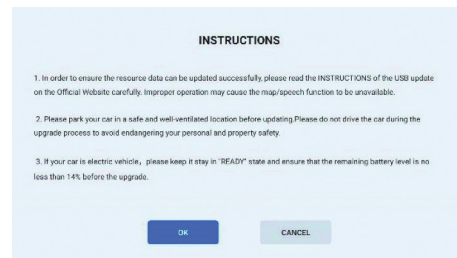 INSTRUCTIONS
1. In order to ensure the resource data can be updated successfully, please read the INSTRUCTIONS of the USB update
on the Official Website carefully. Improper operation may cause the map/speech function to be unavailable.
2. Please park your car in a safe and well-ventilated location before updating.Please do not drive the car during the
upgrade process to avoid endangering your personal and property safety.
3. If your car is electric vehicle, please keep it stay in "READY" state and ensure that the remaining battery level is no
less than 14% before the upgrade.
OK
CANCEL